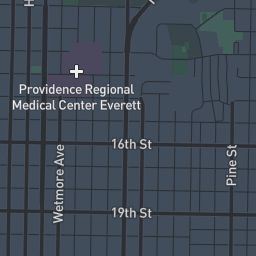 H
Providence Regional
Medical Center Everett
16th St
Wetmore Ave
Pine St
19th St